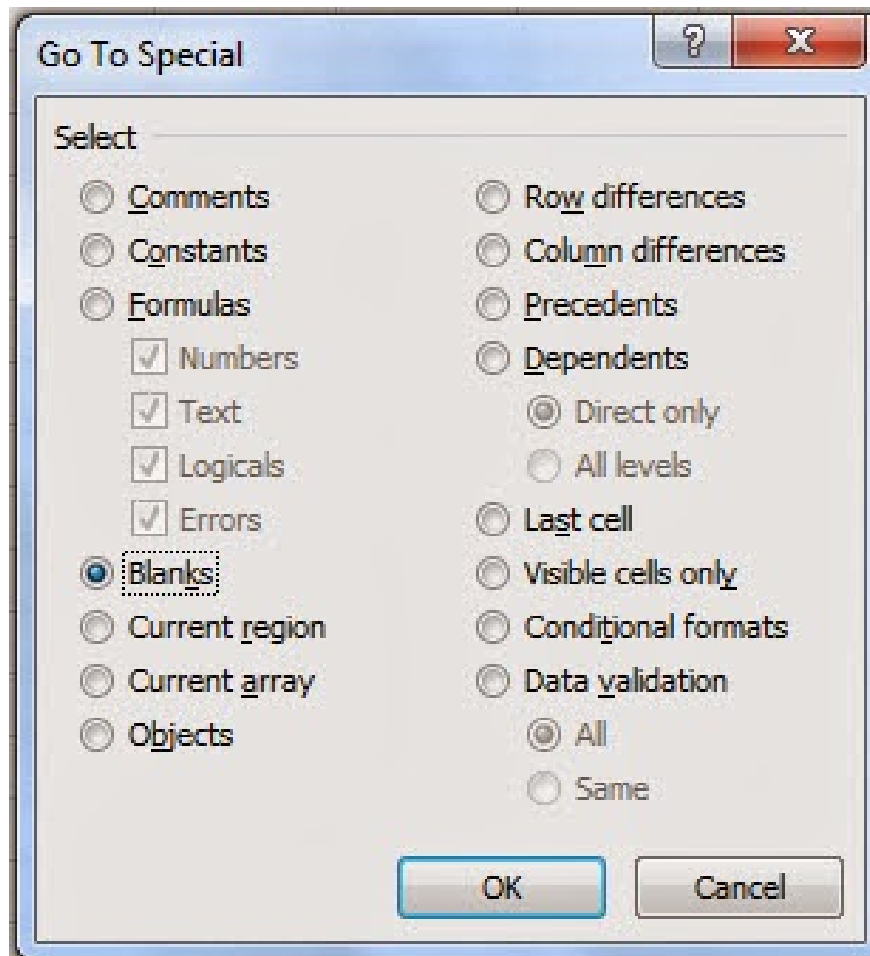 Go To Special
?
X
Select
Comments
Constants
Formulas
Numbers
Text
Logicals
Errors
Blanks
Current region
Current array
Objects
Row differences
Column differences
Precedents
Dependents
Direct only
All levels
Last cell
Visible cells only
Conditional formats
Data validation
All
Same
OK
Cancel